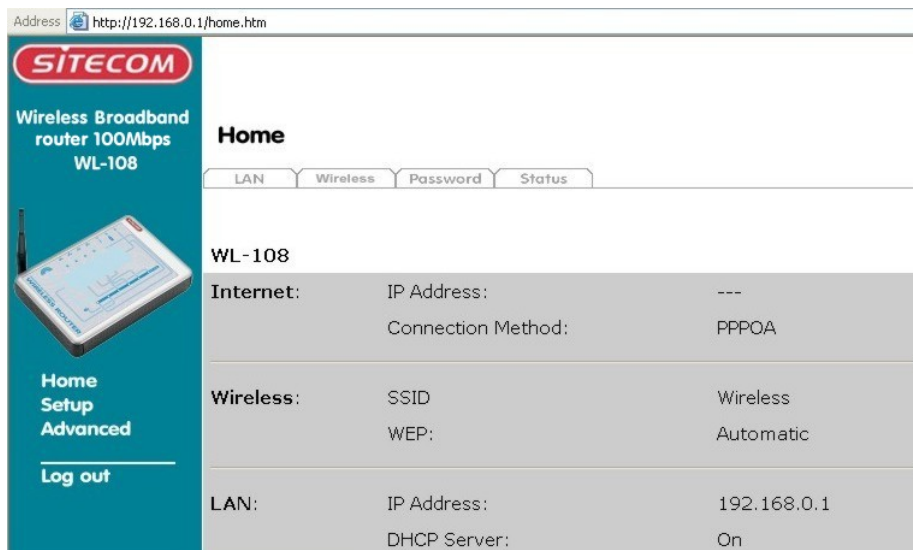 Address http://192.168.0.1/home.htm
SITECOM
Wireless Broadband
router 100Mbps
WL-108
Home
LAN Wireless Password Status
WL-108
Internet: IP Address: ---
Connection Method: PPPOA
Wireless: SSID Wireless
WEP: Automatic
LAN: IP Address: 192.168.0.1
DHCP Server: On
WIRELESS ROUTER
Home
Setup
Advanced
Log out